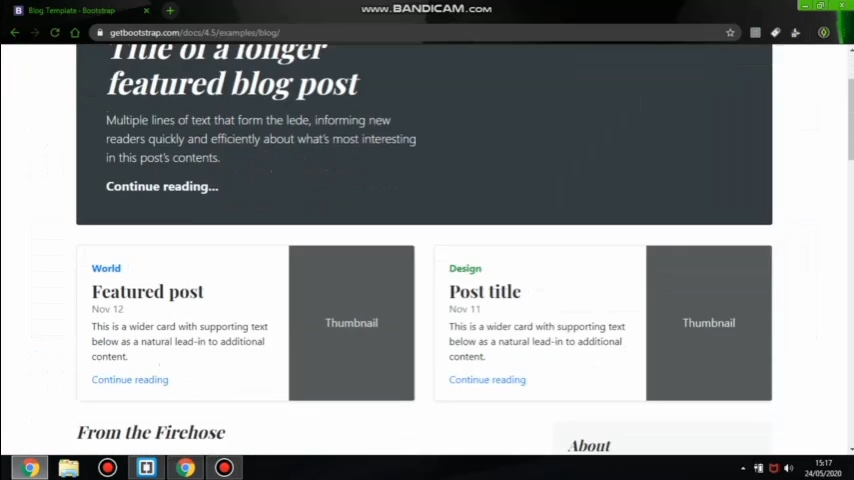 www.BANDICAM.com
Blog Template · Bootstrap
getbootstrap.com/docs/4.5/examples/blog/
Title of a longer
featured blog post
Multiple lines of text that form the lede, informing new
readers quickly and efficiently about what's most interesting
in this post's contents.
Continue reading...
World
Featured post
Nov 12
This is a wider card with supporting text
below as a natural lead-in to additional
content.
Continue reading
Thumbnail
Design
Post title
Nov 11
This is a wider card with supporting text
below as a natural lead-in to additional
content.
Continue reading
Thumbnail
From the Firehose
About
15:17
24/05/2020